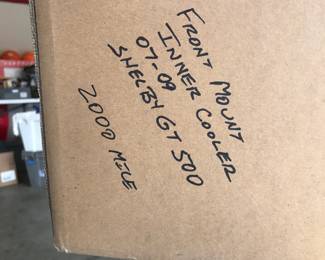 FRONT MOUNT
INNER COOLER
07-09
SHELBY GT 500
2000 MILE